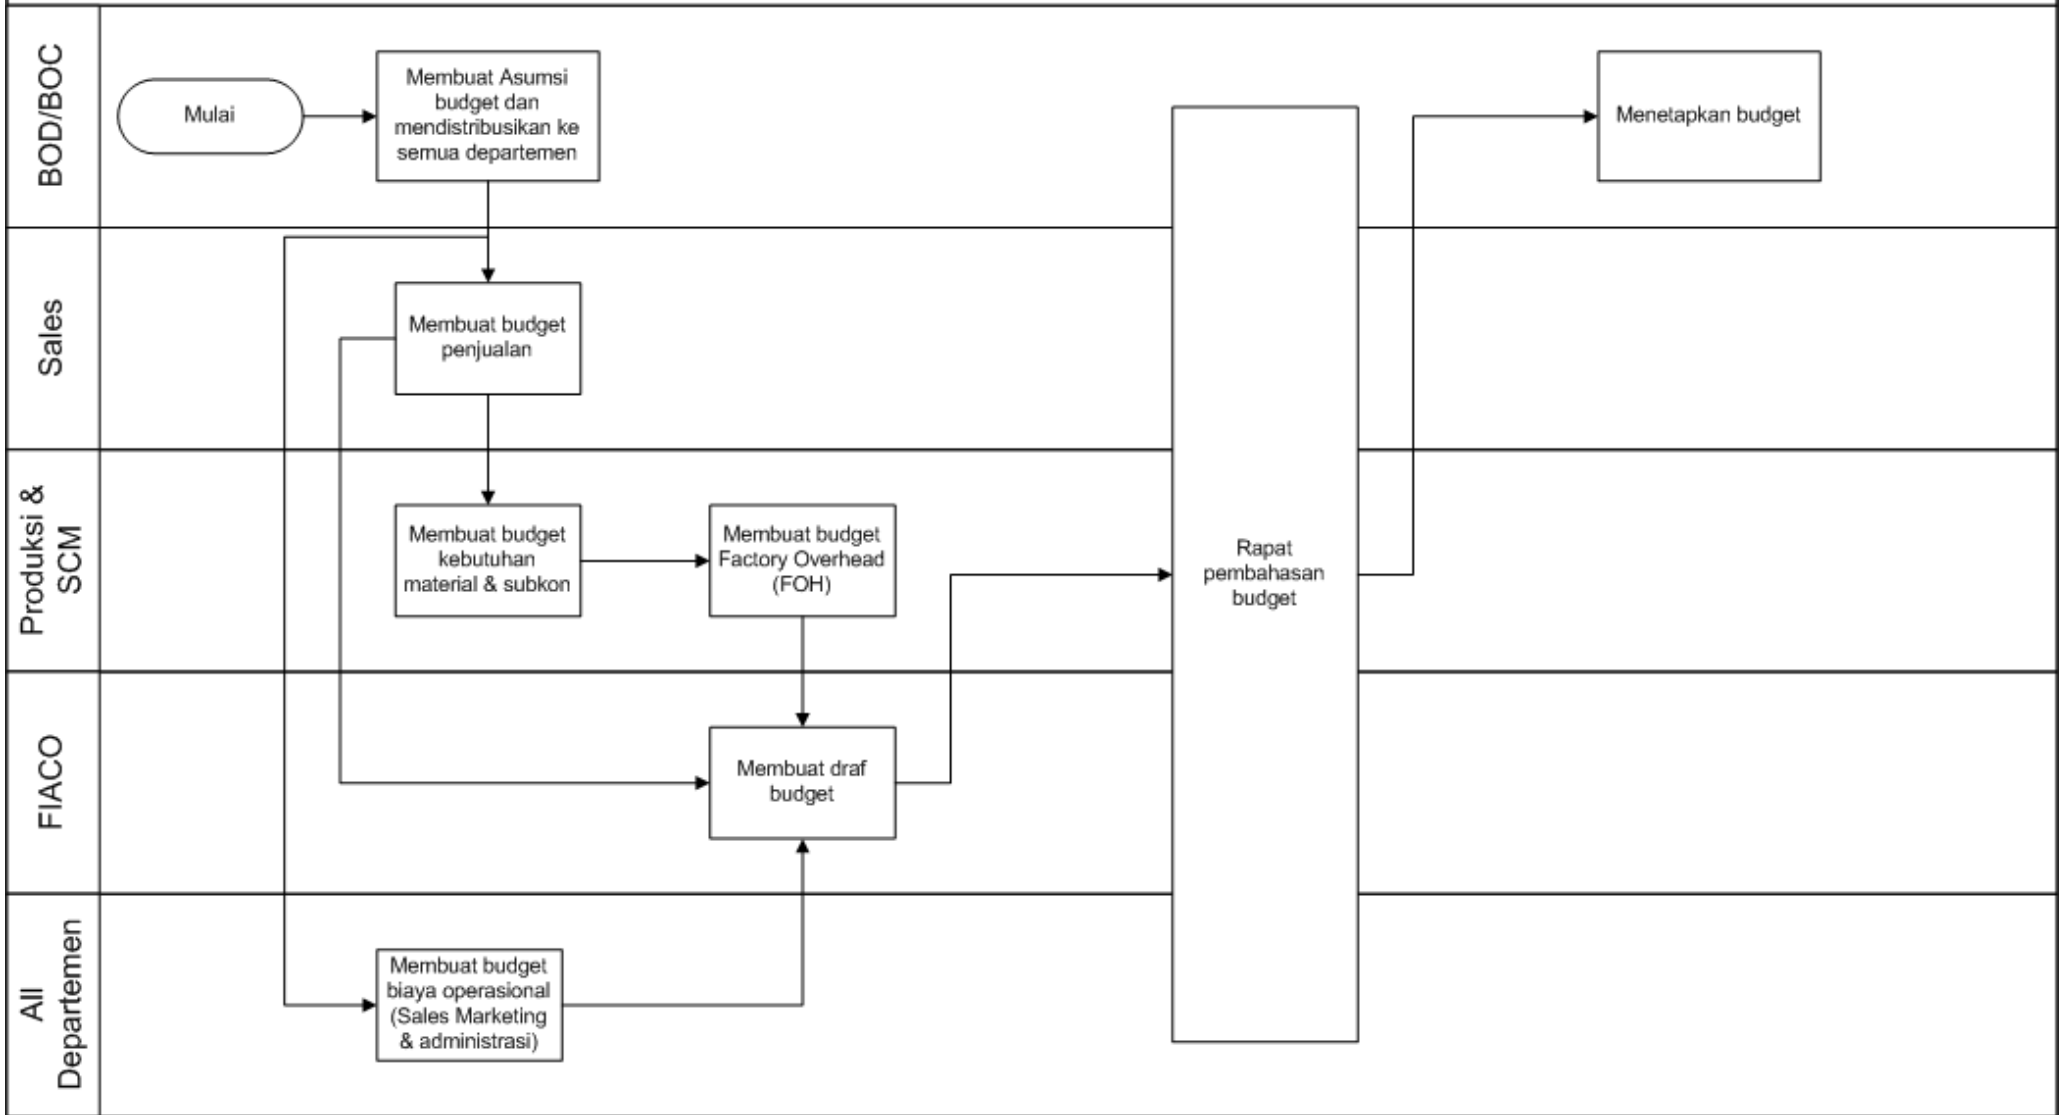 BOD/BOC
Mulai
Membuat Asumsi
budget dan
mendistribusikan ke
semua departemen
Menetapkan budget
Sales
Membuat budget
penjualan
Produksi &
SCM
Membuat budget
kebutuhan
material & subkon
Membuat budget
Factory Overhead
(FOH)
Rapat
pembahasan
budget
FIACO
Membuat draf
budget
All
Departemen
Membuat budget
biaya operasional
(Sales Marketing
& administrasi)